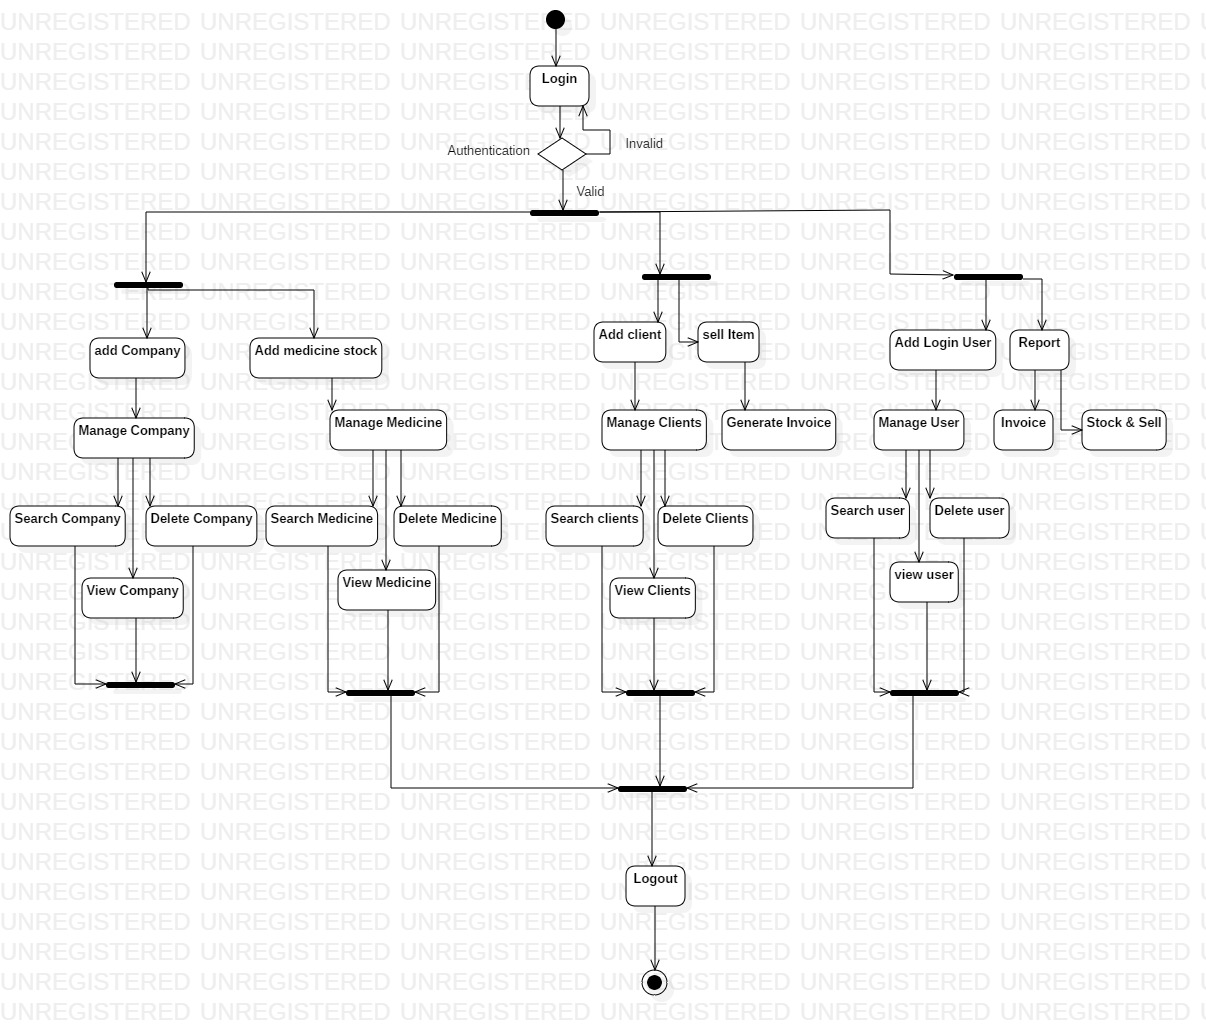 Login
Authentication
Invalid
Valid
add Company
Add medicine stock
Add client
sell Item
Add Login User
Report
Manage Company
Manage Medicine
Manage Clients
Generate Invoice
Manage User
Invoice
Stock & Sell
Search Company
Delete Company
Search Medicine
Delete Medicine
Search clients
Delete Clients
Search user
Delete user
View Company
View Medicine
View Clients
view user
Logout
UNREGISTERED